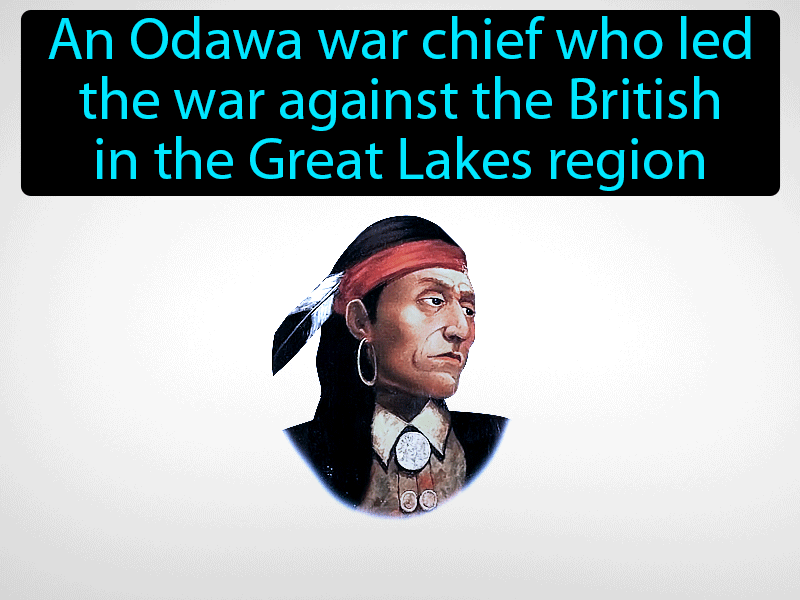 An Odawa war chief who led
the war against the British
in the Great Lakes region